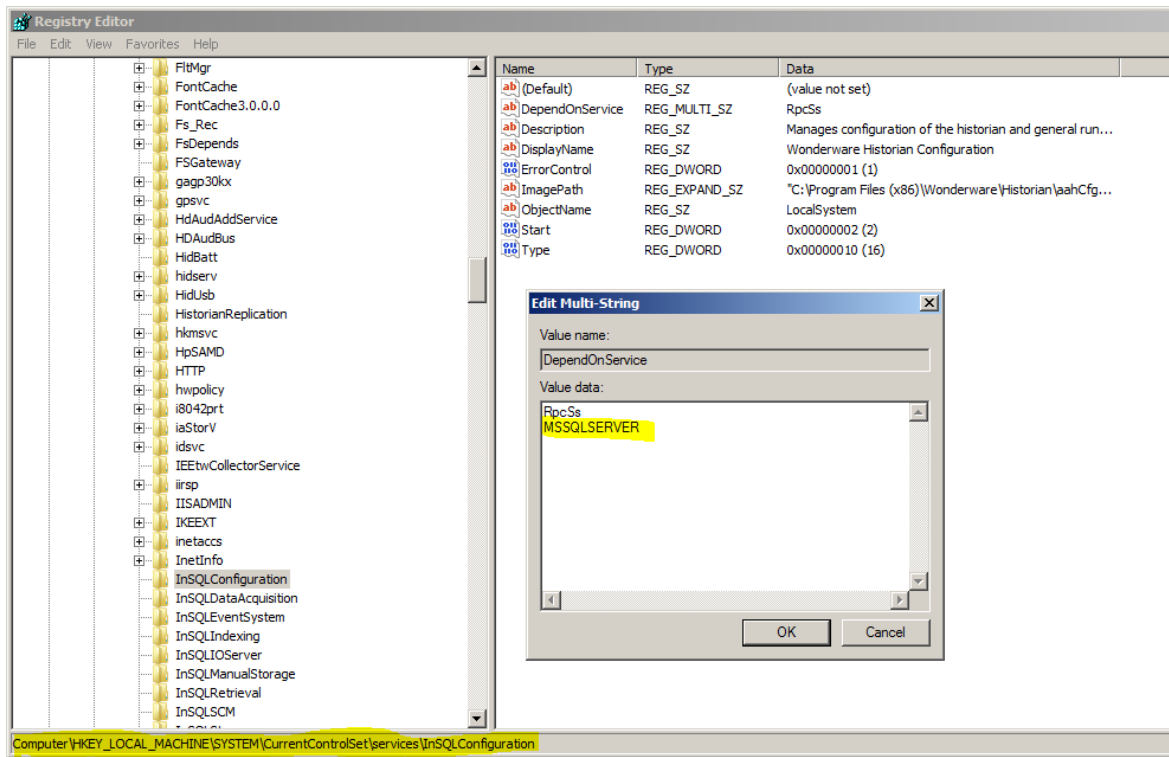 Registry Editor
File Edit View Favorites Help
FltMgr
FontCache
FontCache3.0.0.0
Fs_Rec
FsDepends
FSGateway
gagp30kx
gpsvc
HdAudAddService
HDAudBus
HidBatt
hidserv
HidUsb
HistorianReplication
hkmsvc
HpSAMD
HTTP
hwpolicy
i8042prt
iaStorV
idsvc
IEEtwCollectorService
iirsp
IISADMIN
IKEEXT
inetaccs
InetInfo
InSQLConfiguration
InSQLDataAcquisition
InSQLEventSystem
InSQLIndexing
InSQLIOServer
InSQLManualStorage
InSQLRetrieval
InSQLSCM
Name Type Data
(Default) REG_SZ (value not set)
DependOnService REG_MULTI_SZ RpcSs
Description REG_SZ Manages configuration of the historian and general run...
DisplayName REG_SZ Wonderware Historian Configuration
ErrorControl REG_DWORD 0x00000001 (1)
ImagePath REG_EXPAND_SZ "C:\Program Files (x86)\Wonderware\Historian\aahCfg...
ObjectName REG_SZ LocalSystem
Start REG_DWORD 0x00000002 (2)
Type REG_DWORD 0x00000010 (16)
Edit Multi-String
Value name:
DependOnService
Value data:
RpcSs
MSSQLSERVER
OK Cancel
Computer\HKEY_LOCAL_MACHINE\SYSTEM\CurrentControlSet\services\InSQLConfiguration